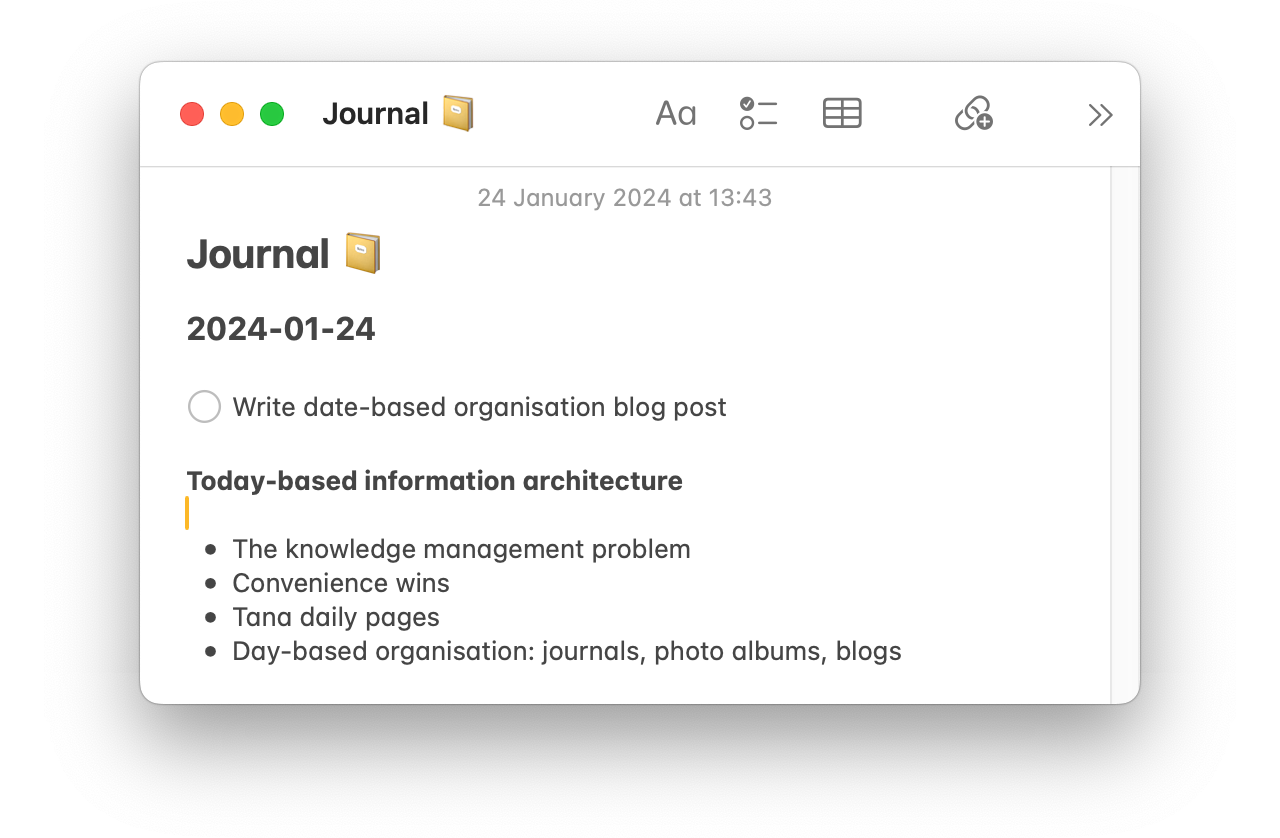 Journal 📒
Aa
24 January 2024 at 13:43
Journal 📒
2024-01-24
Write date-based organisation blog post
Today-based information architecture
• The knowledge management problem
• Convenience wins
• Tana daily pages
• Day-based organisation: journals, photo albums, blogs